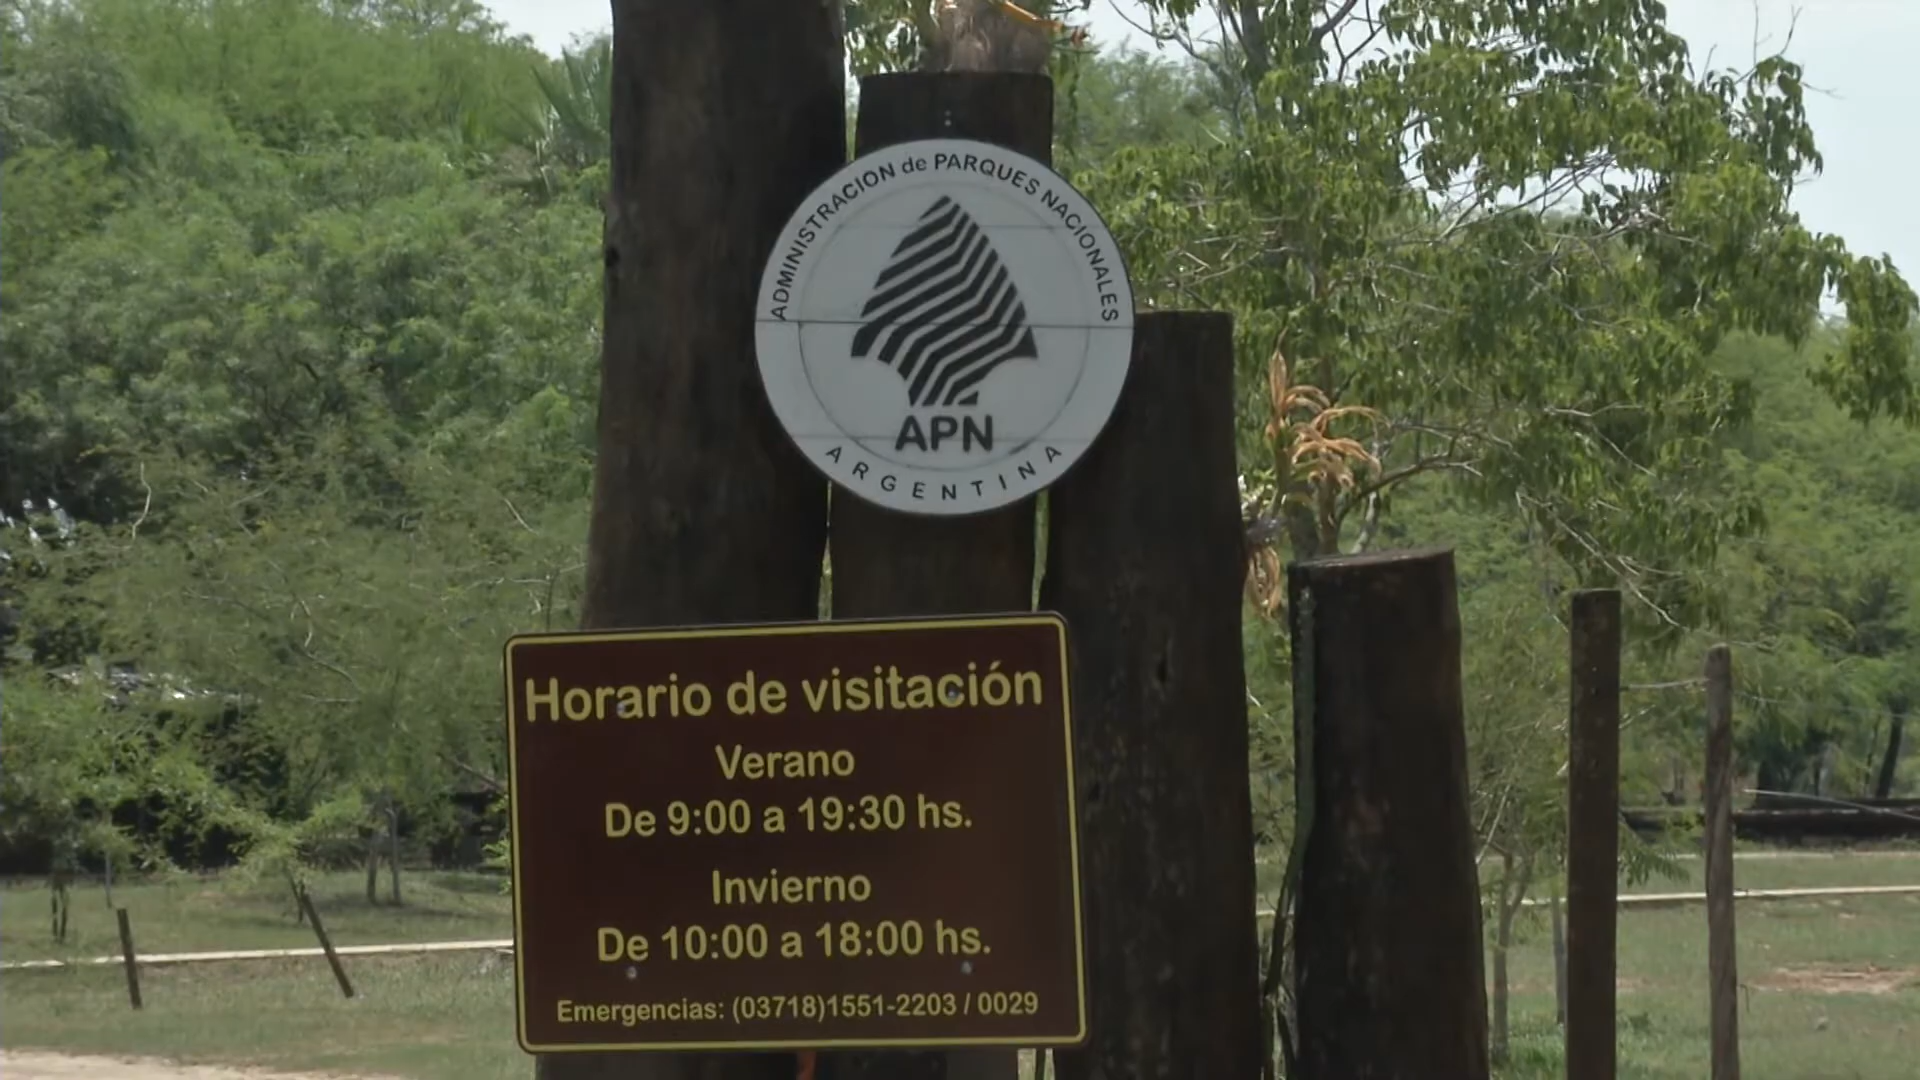 ADMINISTRACION de PARQUES NACIONALES
APN
ARGENTINA
Horario de visitación
Verano
De 9:00 a 19:30 hs.
Invierno
De 10:00 a 18:00 hs.
Emergencias: (03718)1551-2203 / 0029